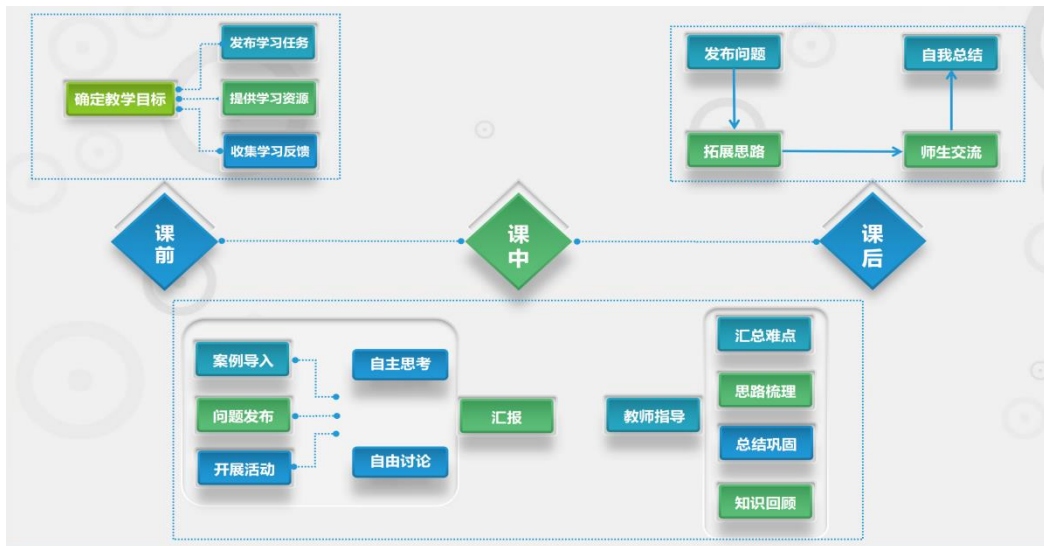 发布学习任务
确定教学目标
提供学习资源
收集学习反馈
发布问题
自我总结
拓展思路
师生交流
课前
课中
课后
案例导入
问题发布
开展活动
自主思考
自由讨论
汇报
教师指导
汇总难点
思路梳理
总结巩固
知识回顾